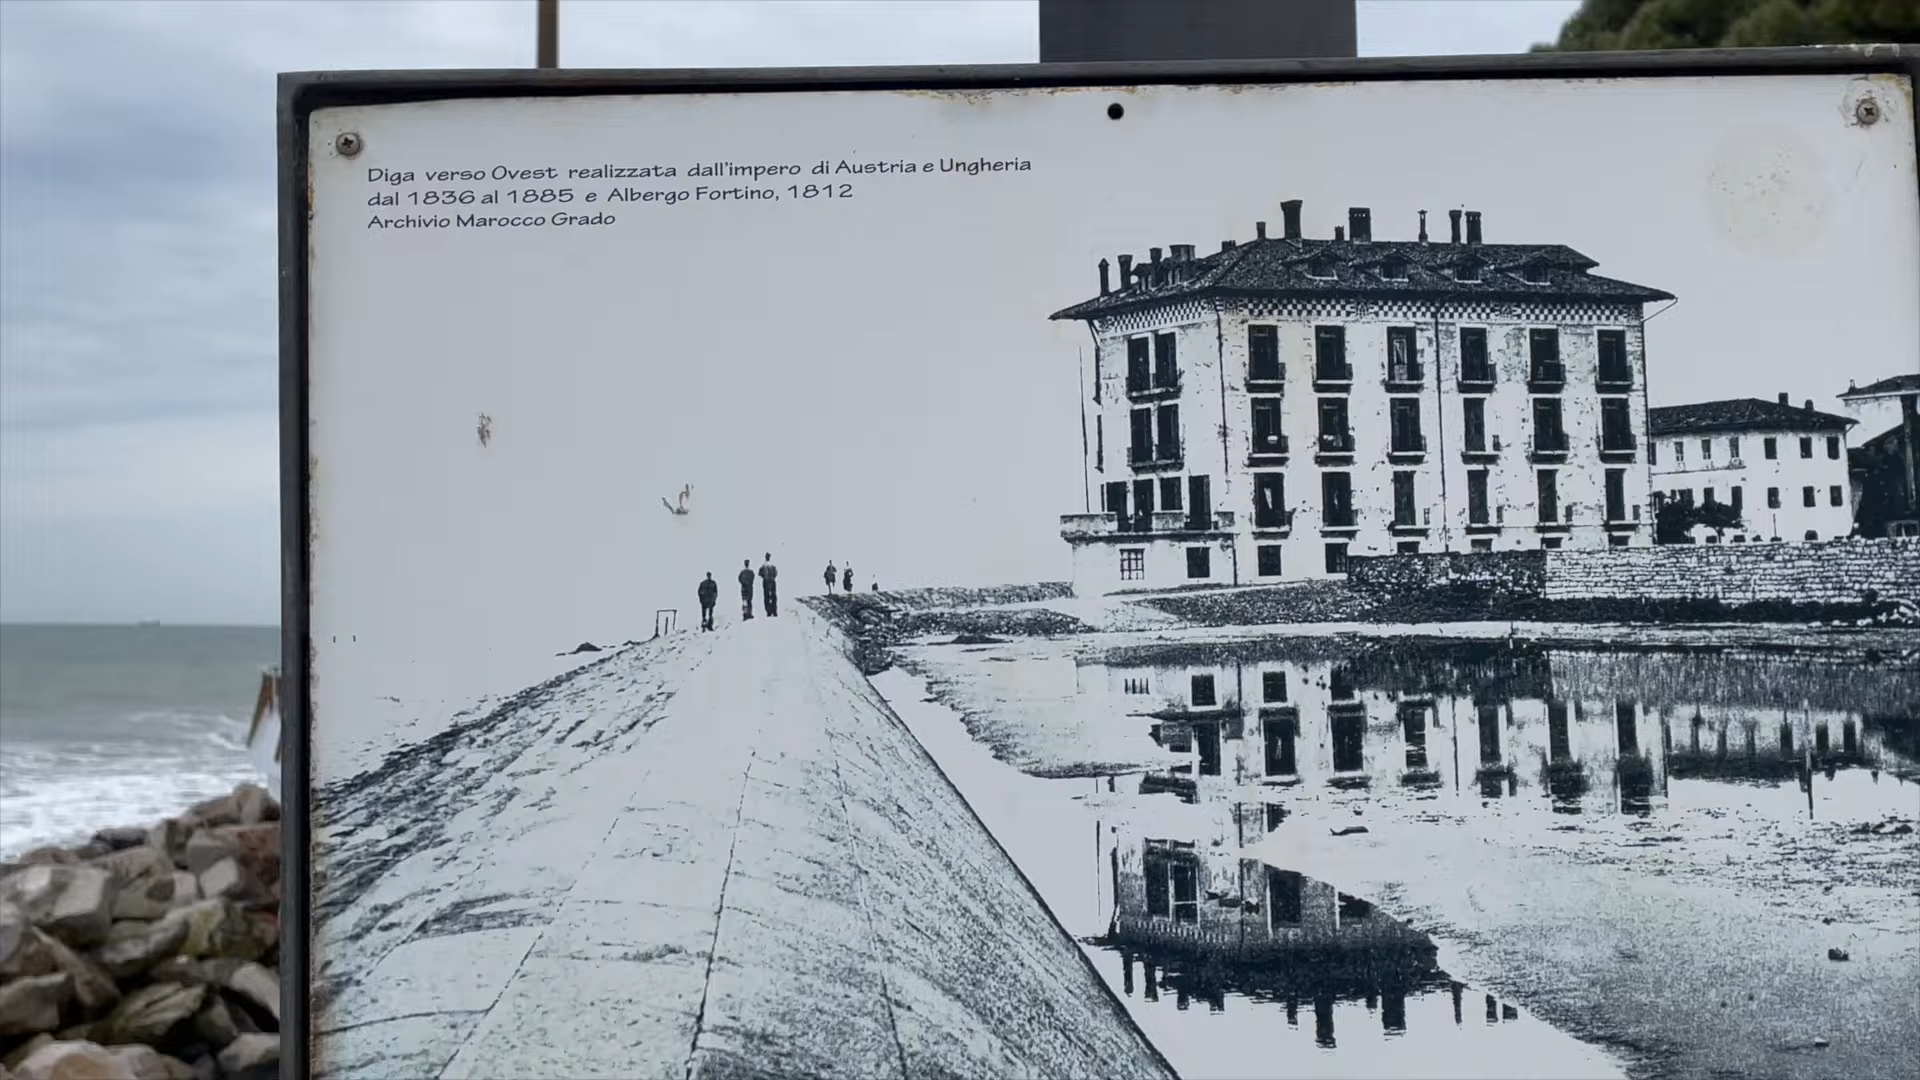 Diga verso Ovest realizzata dall'impero di Austria e Ungheria
dal 1836 al 1885 e Albergo Fortino, 1812
Archivio Marocco Grado